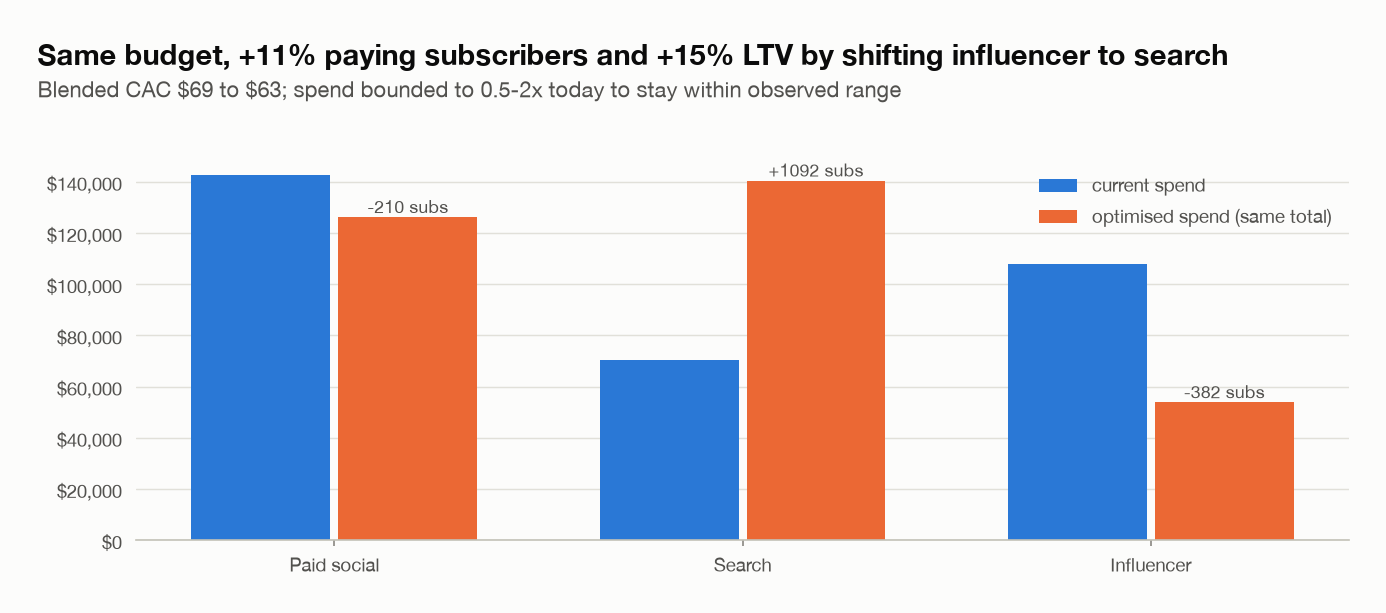 Same budget, +11% paying subscribers and +15% LTV by shifting influencer to search
Blended CAC $69 to $63; spend bounded to 0.5-2x today to stay within observed range
+1092 subs
$140,000
current spend
-210 subs
optimised spend (same total)
$120,000
$100,000
$80,000
$60,000
-382 subs
$40,000
$20,000
$0
Paid social
Search
Influencer